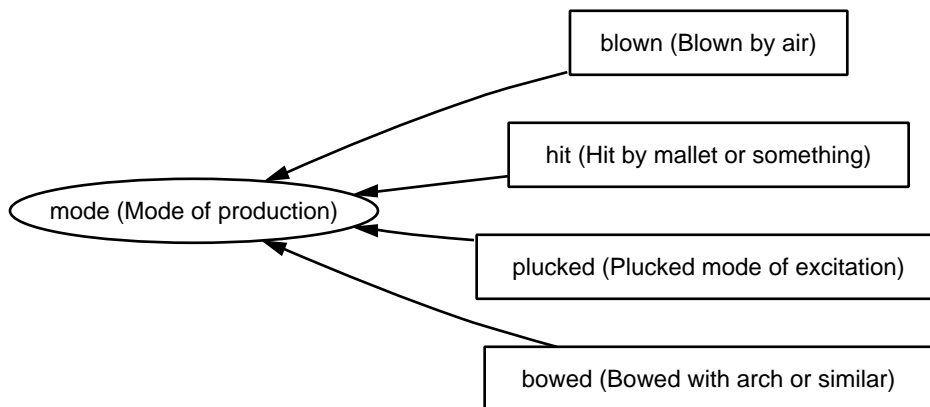 blown (Blown by air)
hit (Hit by mallet or something)
mode (Mode of production)
plucked (Plucked mode of excitation)
bowed (Bowed with arch or similar)